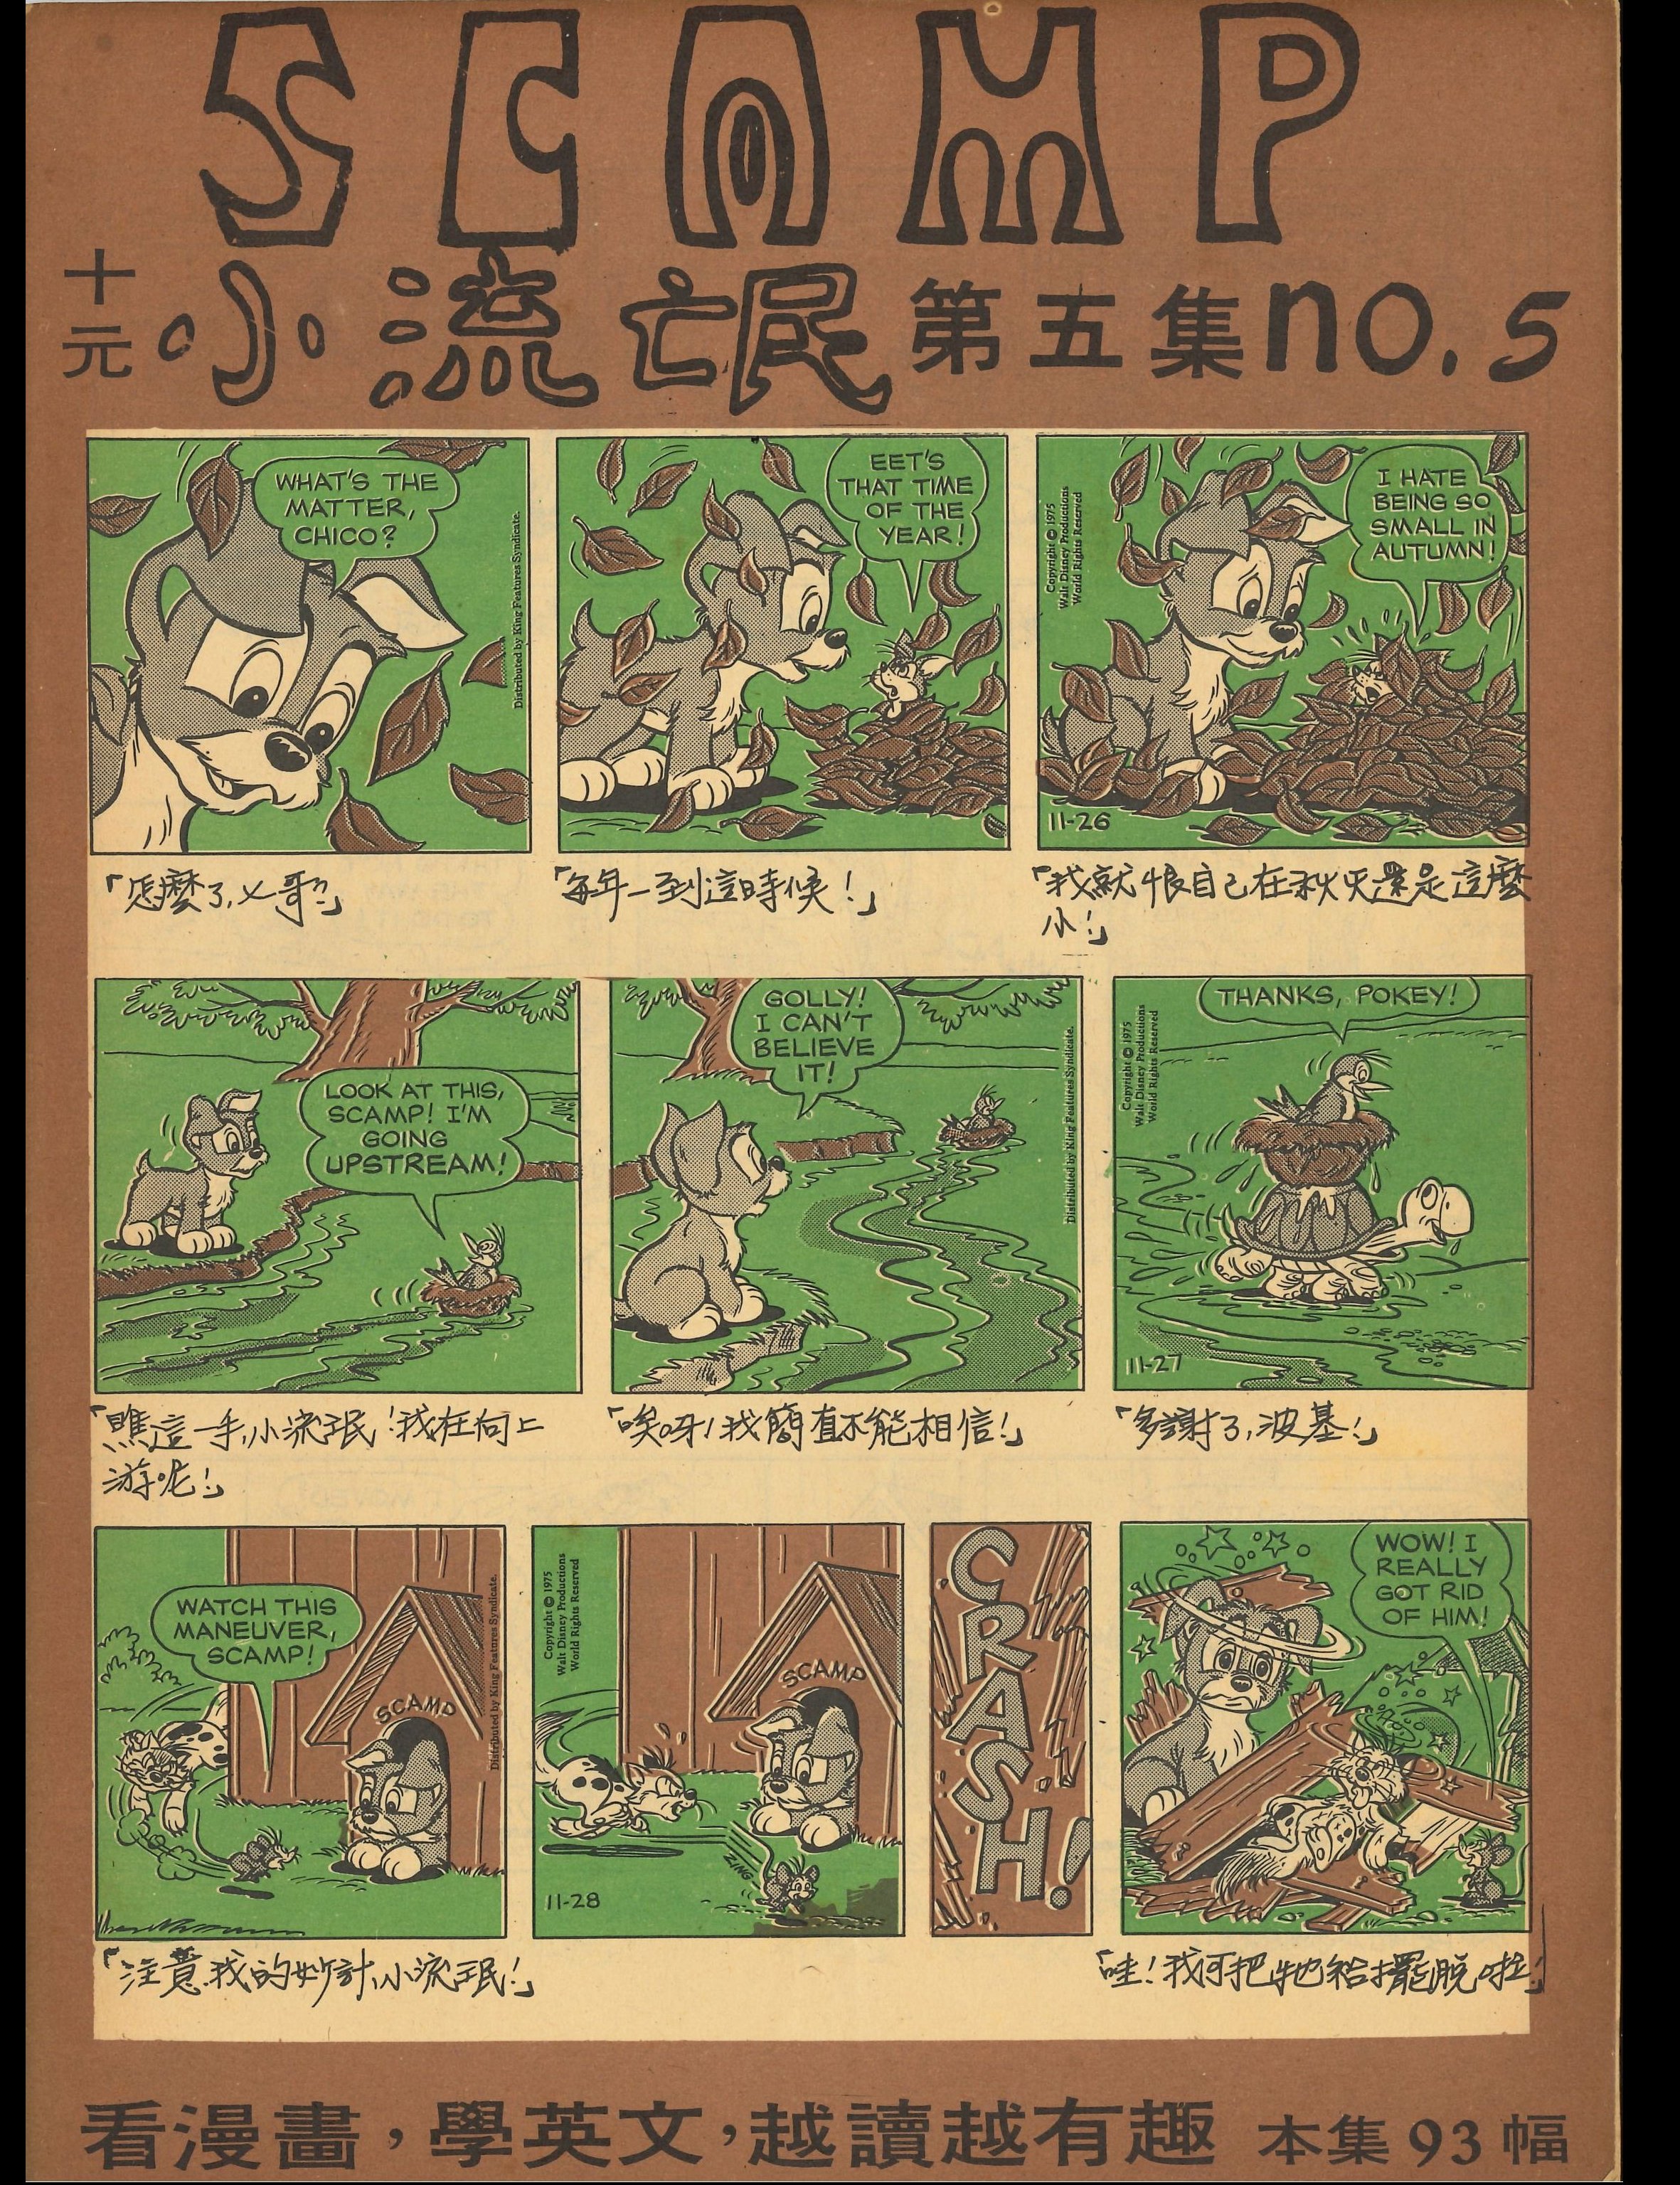 SCAMP
十元
小流氓 第五集 no. 5
WHAT'S THE
MATTER,
CHICO?
Distributed by King Features Syndicate.
EET'S
THAT TIME
OF THE
YEAR!
Copyright © 1975
Walt Disney Productions
World Rights Reserved
I HATE
BEING SO
SMALL IN
AUTUMN!
11-26
「怎麼了,乂哥?」
「每年一到這時候!」
「我就恨自己在秋天還是這麼
小!」
LOOK AT THIS,
SCAMP! I'M
GOING
UPSTREAM!
GOLLY!
I CAN'T
BELIEVE
IT!
Distributed by King Features Syndicate.
Copyright © 1975
Walt Disney Productions
World Rights Reserved
THANKS, POKEY!
11-27
「瞧這一手,小流氓!我在向上
游呢!」
「唉呀!我簡直不能相信!」
「多謝了,波基!」
WATCH THIS
MANEUVER,
SCAMP!
SCAMP
Distributed by King Features Syndicate.
Copyright © 1975
Walt Disney Productions
World Rights Reserved
SCAMP
ZING
11-28
CRASH!
WOW! I
REALLY
GOT RID
OF HIM!
「注意我的妙計,小流氓!」
「哇!我可把牠給擺脫啦!」
看漫畫,學英文,越讀越有趣 本集93幅